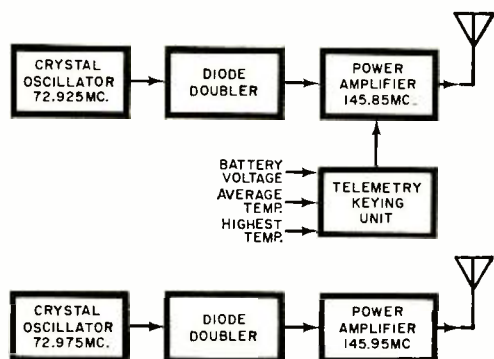 CRYSTAL
OSCILLATOR
72.925MC.
DIODE
DOUBLER
POWER
AMPLIFIER
145.85MC.
BATTERY
VOLTAGE
AVERAGE
TEMP.
HIGHEST
TEMP.
TELEMETRY
KEYING
UNIT
CRYSTAL
OSCILLATOR
72.975MC.
DIODE
DOUBLER
POWER
AMPLIFIER
145.95MC